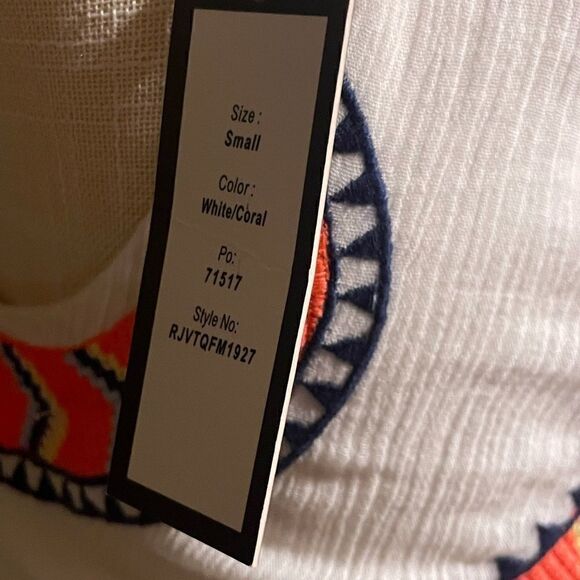 Size :
Small
Color :
White/Coral
Po:
71517
Style No:
RJVTQFM1927